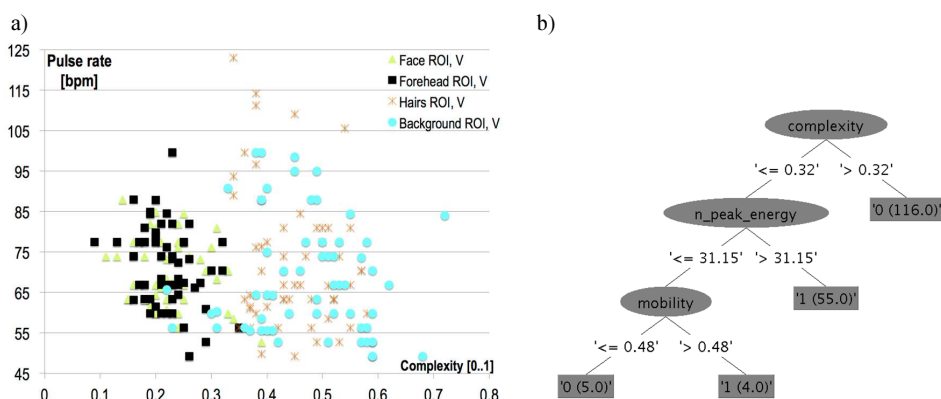 a)
b)
125
115
105
95
85
75
65
55
45
Pulse rate
[bpm]
Face ROI, V
Forehead ROI, V
Hairs ROI, V
Background ROI, V
Complexity [0..1]
0 0.1 0.2 0.3 0.4 0.5 0.6 0.7 0.8
complexity
'<= 0.32' '> 0.32'
n_peak_energy '0 (116.0)'
'<= 31.15' '> 31.15'
mobility '1 (55.0)'
'<= 0.48' '> 0.48'
'0 (5.0)' '1 (4.0)'